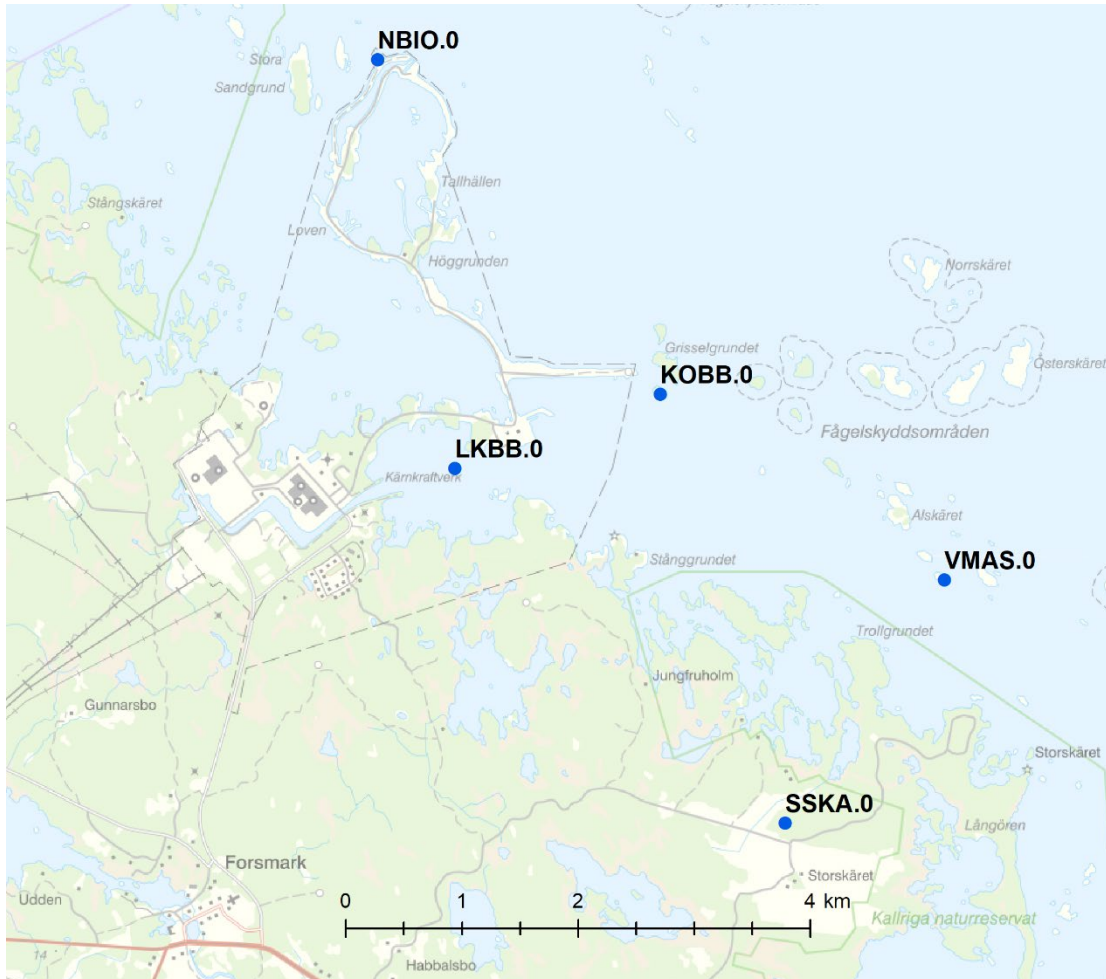 NBIO.0
Stora
Sandgrund
Tallhällen
Stångskäret
Loven
Höggrunden
Norrskäret
Grisselgrundet
Österskäret
KOBB.0
Fågelskyddsområden
LKBB.0
Kärnkraftverk
Alskäret
Stånggrundet
VMAS.0
Trollgrundet
Jungfruholm
Gunnarsbo
Storskäret
SSKA.0
Långören
Forsmark
Storskäret
Udden
0 1 2 4 km
Kallriga naturreservat
14
Habbalsbo